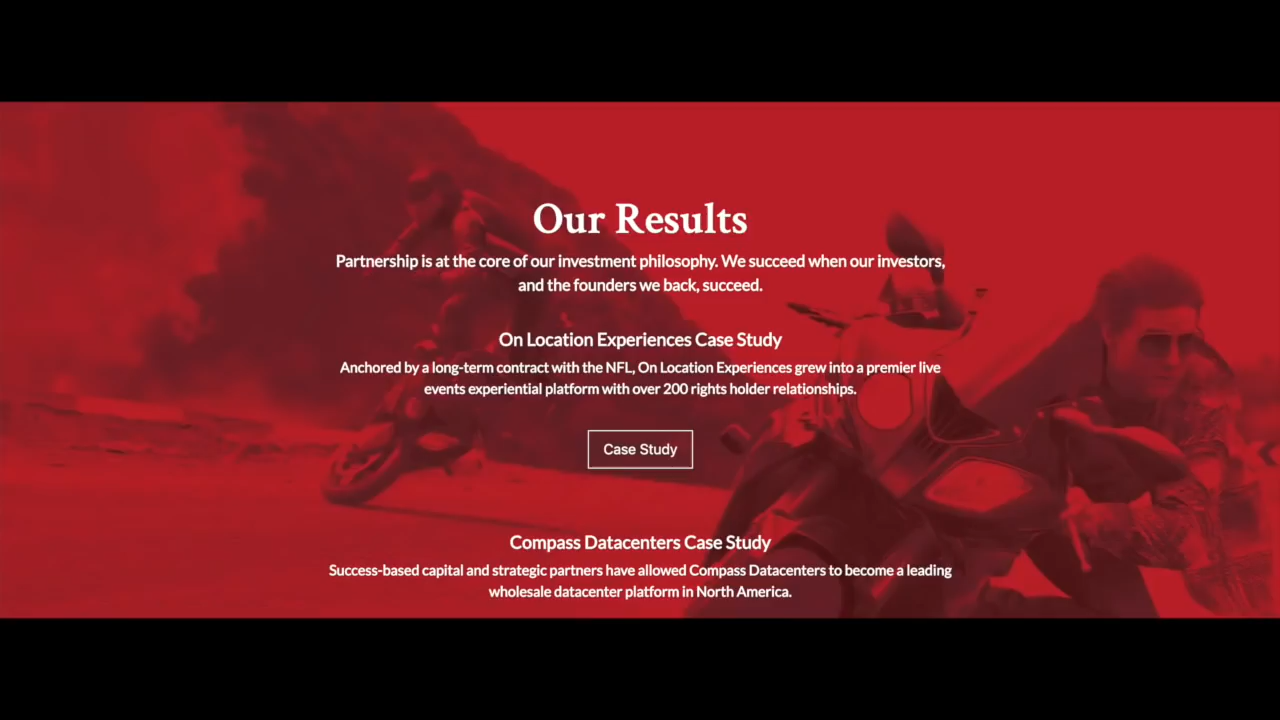 Our Results
Partnership is at the core of our investment philosophy. We succeed when our investors,
and the founders we back, succeed.
On Location Experiences Case Study
Anchored by a long-term contract with the NFL, On Location Experiences grew into a premier live
events experiential platform with over 200 rights holder relationships.
Case Study
Compass Datacenters Case Study
Success-based capital and strategic partners have allowed Compass Datacenters to become a leading
wholesale datacenter platform in North America.